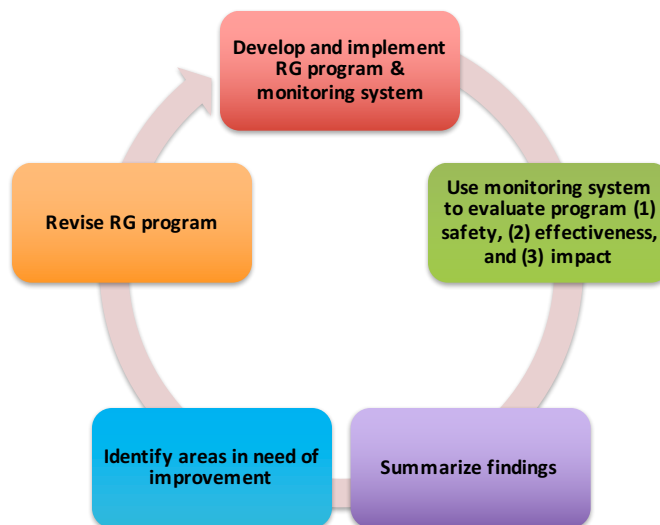 Develop and implement
RG program &
monitoring system
Use monitoring system
to evaluate program (1)
safety, (2) effectiveness,
and (3) impact
Summarize findings
Identify areas in need of
improvement
Revise RG program